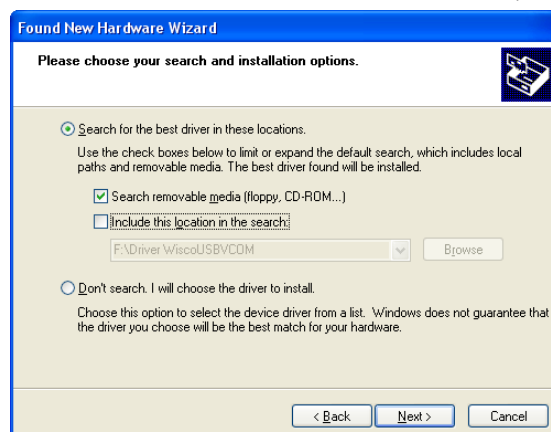 Found New Hardware Wizard
Please choose your search and installation options.
Search for the best driver in these locations.
Use the check boxes below to limit or expand the default search, which includes local
paths and removable media. The best driver found will be installed.
Search removable media (floppy, CD-ROM...)
Include this location in the search:
F:\Driver WiscoUSBVCOM
Browse
Don't search. I will choose the driver to install.
Choose this option to select the device driver from a list. Windows does not guarantee that
the driver you choose will be the best match for your hardware.
< Back
Next >
Cancel